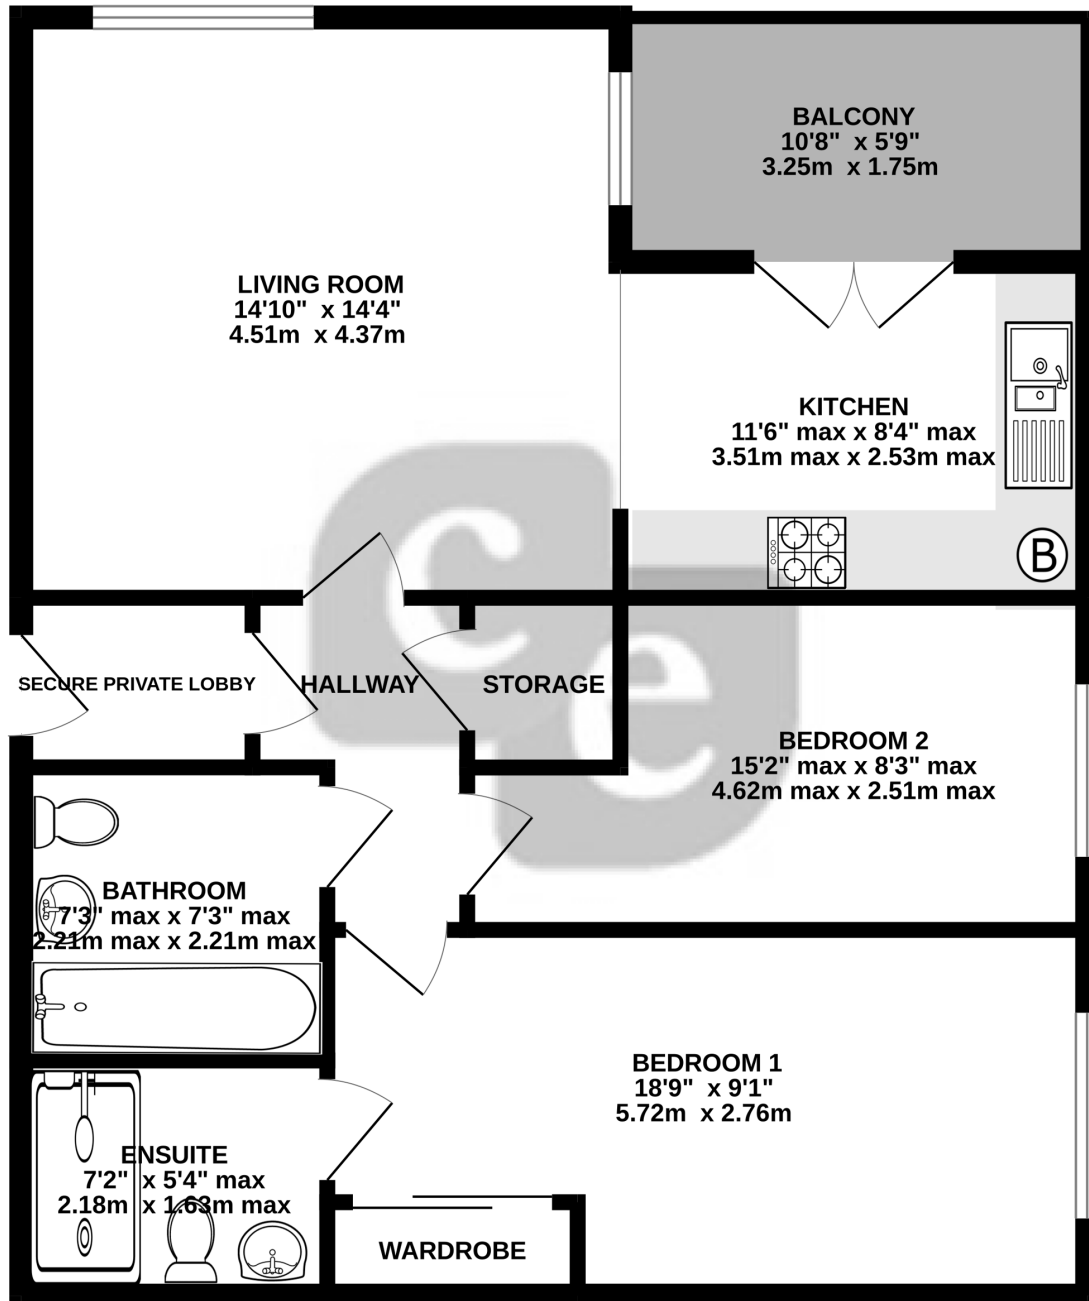 BALCONY
10'8" x 5'9"
3.25m x 1.75m
LIVING ROOM
14'10" x 14'4"
4.51m x 4.37m
KITCHEN
11'6" max x 8'4" max
3.51m max x 2.53m max
B
SECURE PRIVATE LOBBY
HALLWAY
STORAGE
BEDROOM 2
15'2" max x 8'3" max
4.62m max x 2.51m max
BATHROOM
7'3" max x 7'3" max
2.21m max x 2.21m max
BEDROOM 1
18'9" x 9'1"
5.72m x 2.76m
ENSUITE
7'2" x 5'4" max
2.18m x 1.63m max
WARDROBE
c
e